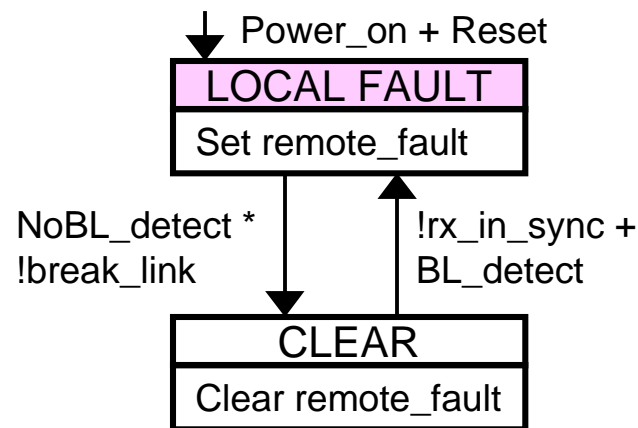 Power_on + Reset
LOCAL FAULT
Set remote_fault
NoBL_detect *
!break_link
!rx_in_sync +
BL_detect
CLEAR
Clear remote_fault